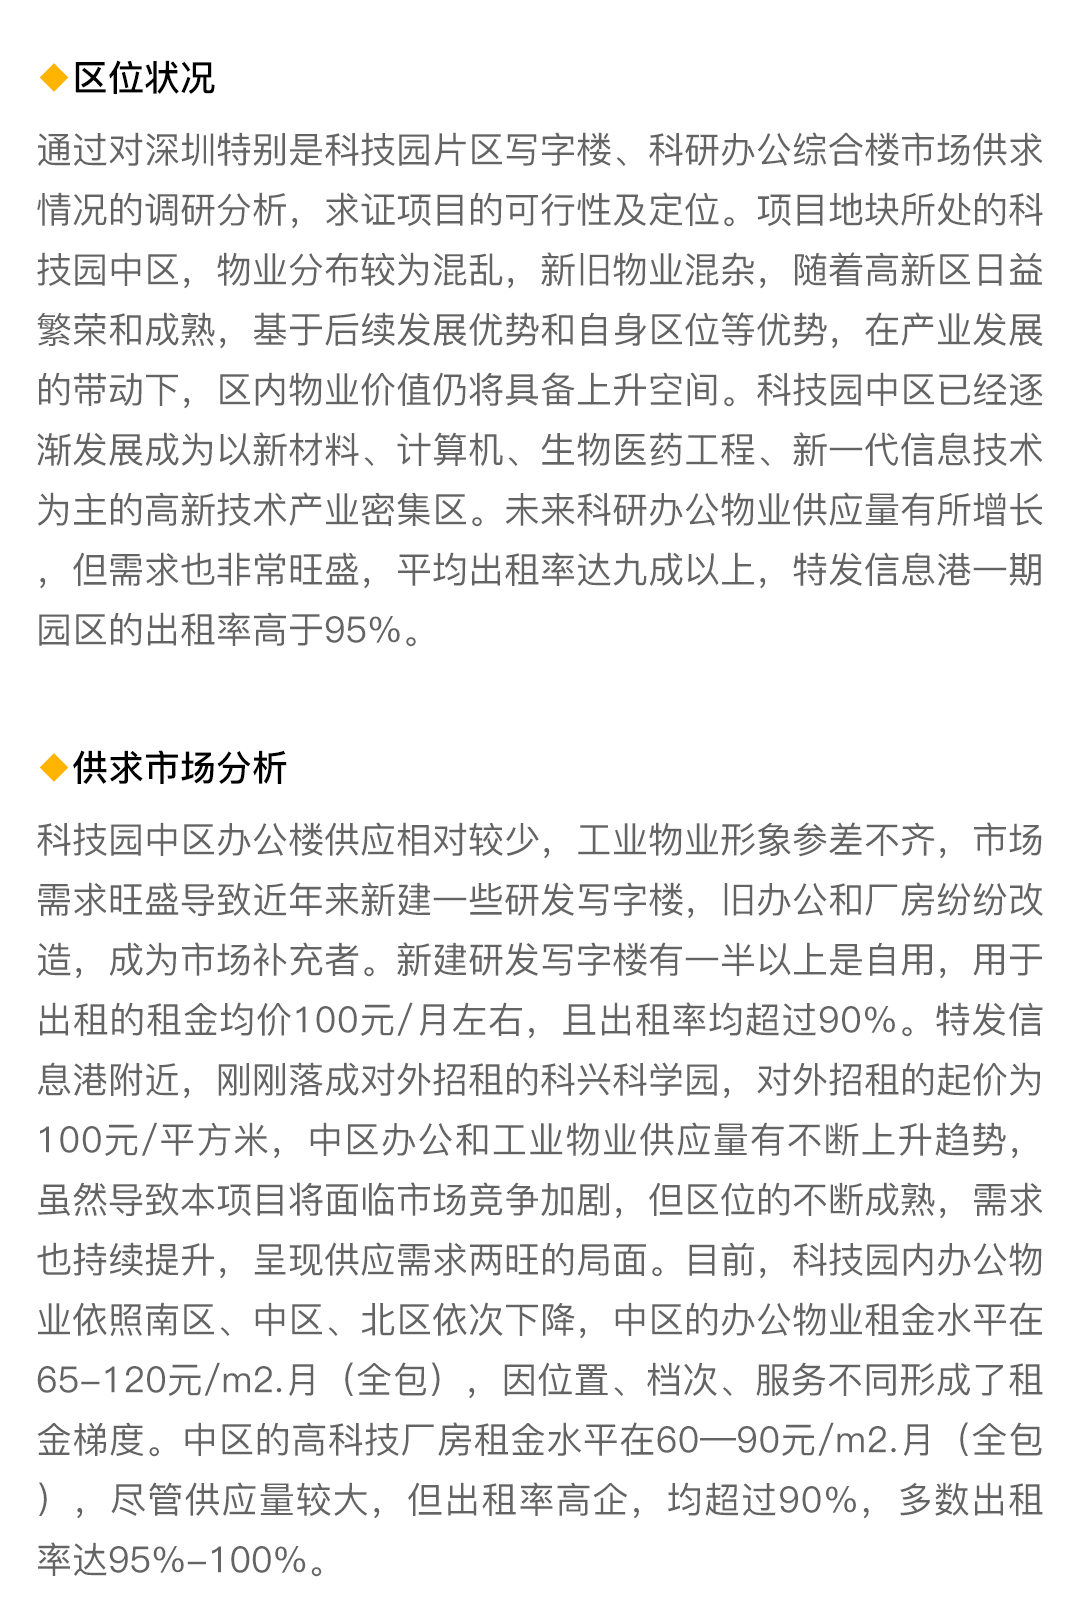 ◆区位状况
通过对深圳特别是科技园片区写字楼、科研办公综合楼市场供求
情况的调研分析，求证项目的可行性及定位。项目地块所处的科
技园中区，物业分布较为混乱，新旧物业混杂，随着高新区日益
繁荣和成熟，基于后续发展优势和自身区位等优势，在产业发展
的带动下，区内物业价值仍将具备上升空间。科技园中区已经逐
渐发展成为以新材料、计算机、生物医药工程、新一代信息技术
为主的高新技术产业密集区。未来科研办公物业供应量有所增长
，但需求也非常旺盛，平均出租率达九成以上，特发信息港一期
园区的出租率高于95%。
◆供求市场分析
科技园中区办公楼供应相对较少，工业物业形象参差不齐，市场
需求旺盛导致近年来新建一些研发写字楼，旧办公和厂房纷纷改
造，成为市场补充者。新建研发写字楼有一半以上是自用，用于
出租的租金均价100元/月左右，且出租率均超过90%。特发信
息港附近，刚刚落成对外招租的科兴科学园，对外招租的起价为
100元/平方米，中区办公和工业物业供应量有不断上升趋势，
虽然导致本项目将面临市场竞争加剧，但区位的不断成熟，需求
也持续提升，呈现供应需求两旺的局面。目前，科技园内办公物
业依照南区、中区、北区依次下降，中区的办公物业租金水平在
65-120元/m2.月（全包），因位置、档次、服务不同形成了租
金梯度。中区的高科技厂房租金水平在60—90元/m2.月（全包
），尽管供应量较大，但出租率高企，均超过90%，多数出租
率达95%-100%。